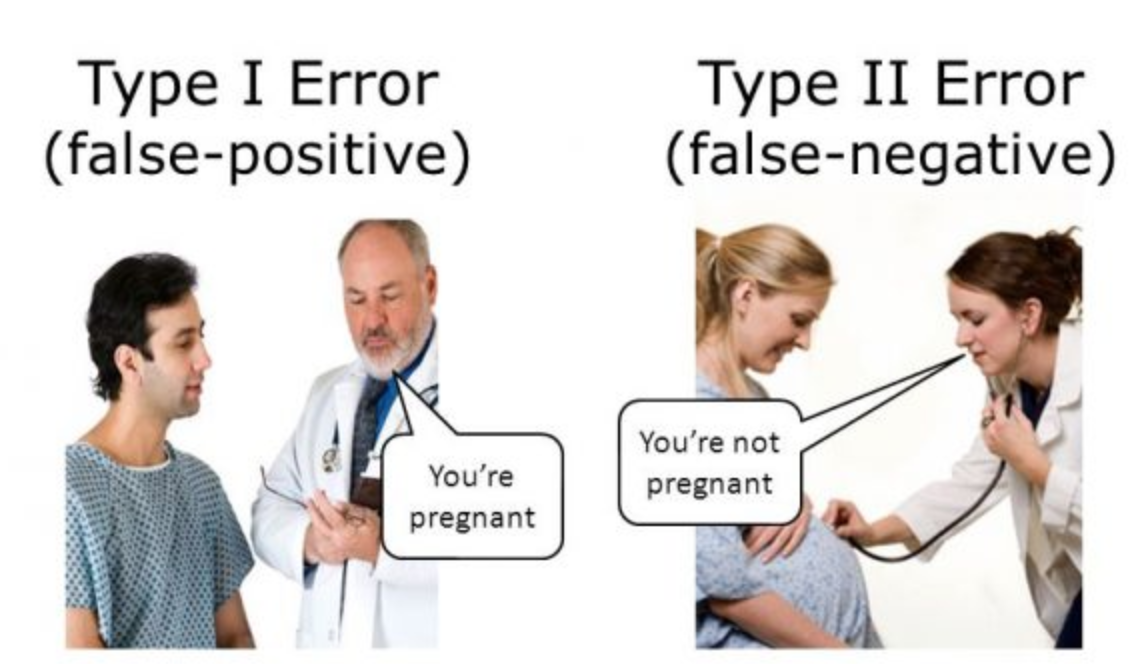 Type I Error
(false-positive)
You're
pregnant
Type II Error
(false-negative)
You're not
pregnant